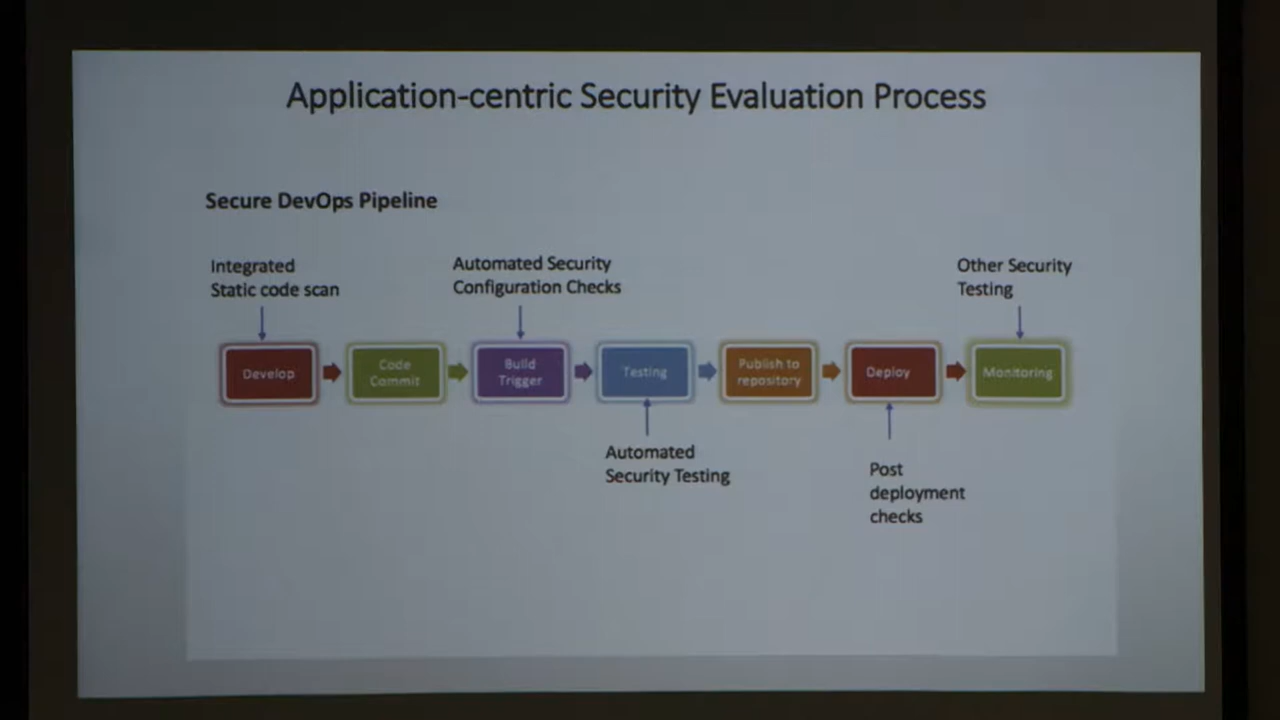 Application-centric Security Evaluation Process
Secure DevOps Pipeline
Integrated
Static code scan
Automated Security
Configuration Checks
Other Security
Testing
Develop
Code
Commit
Build
Trigger
Testing
Publish to
repository
Deploy
Monitoring
Automated
Security Testing
Post
deployment
checks